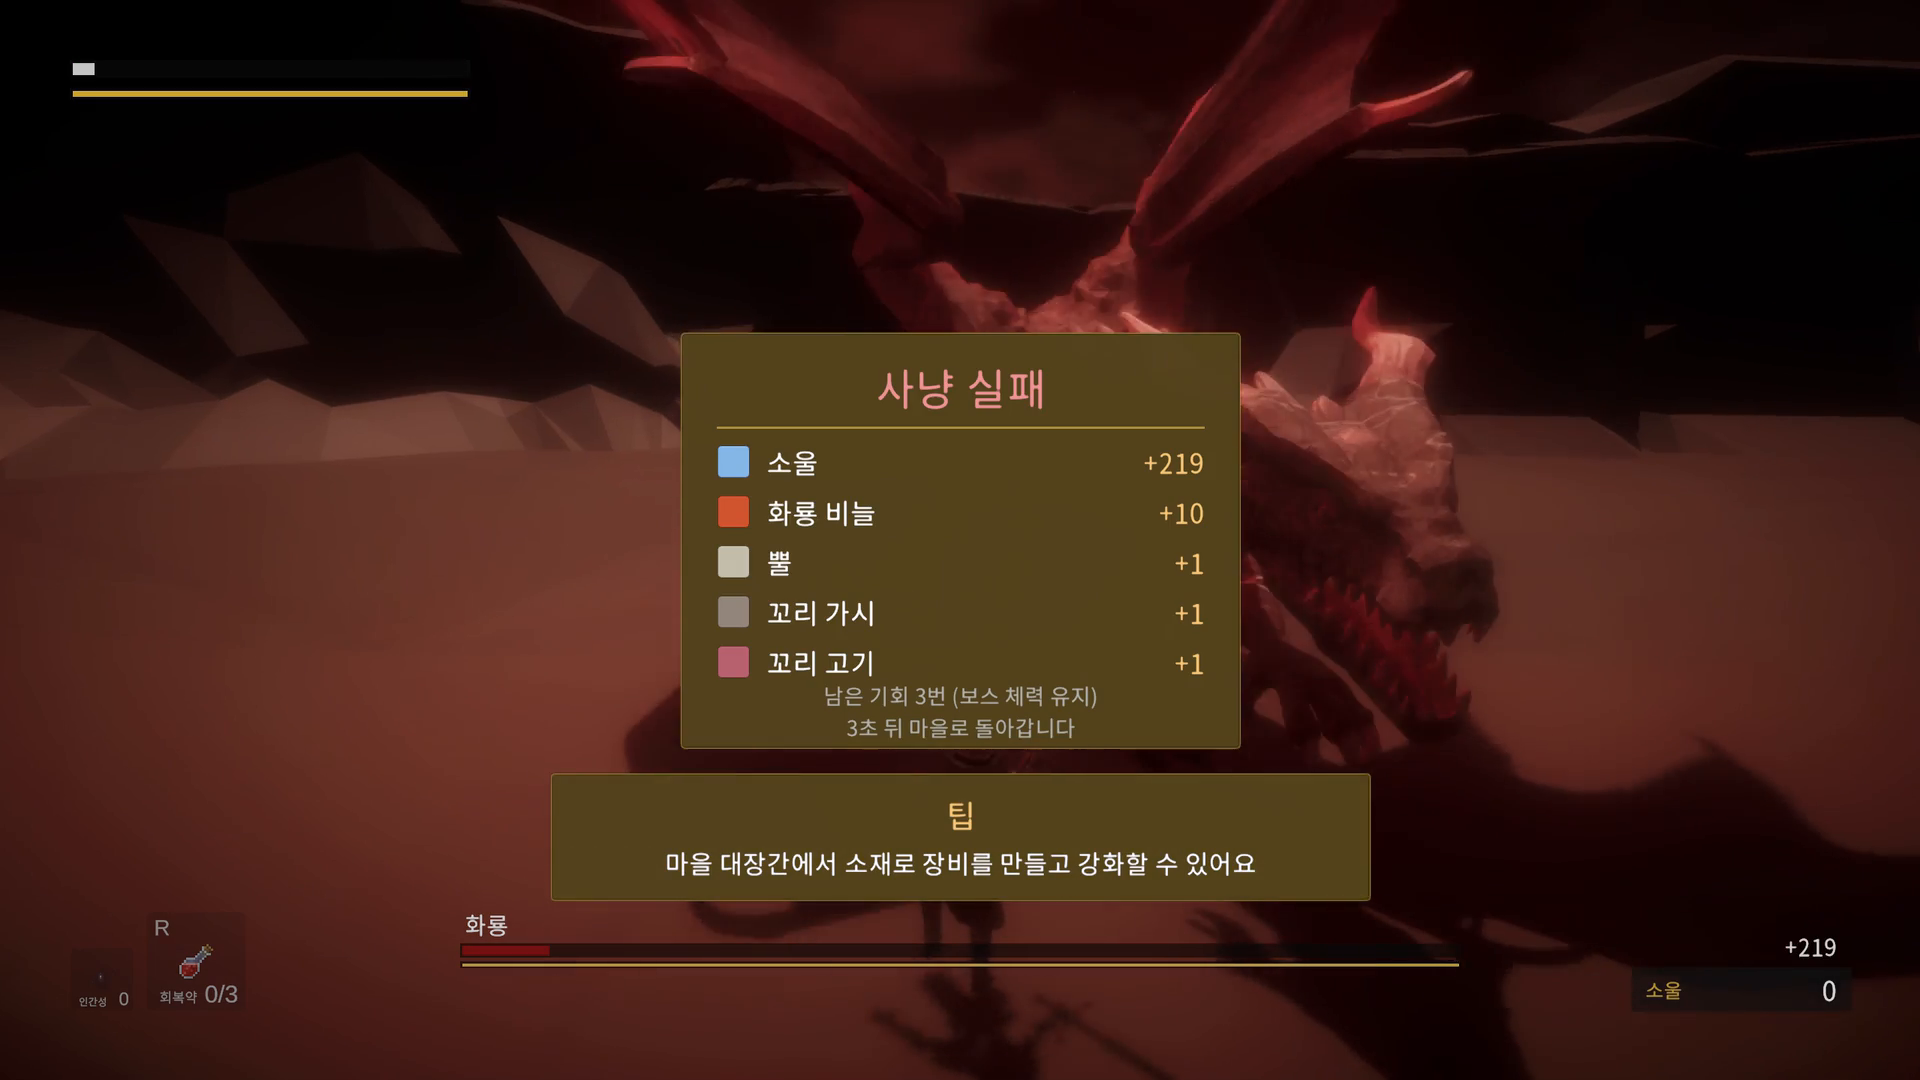 사냥 실패
소울 +219
화룡 비늘 +10
뿔 +1
꼬리 가시 +1
꼬리 고기 +1
남은 기회 3번 (보스 체력 유지)
3초 뒤 마을로 돌아갑니다
팁
마을 대장간에서 소재로 장비를 만들고 강화할 수 있어요
화룡
R
인간성 0
회복약 0/3
+219
소울 0